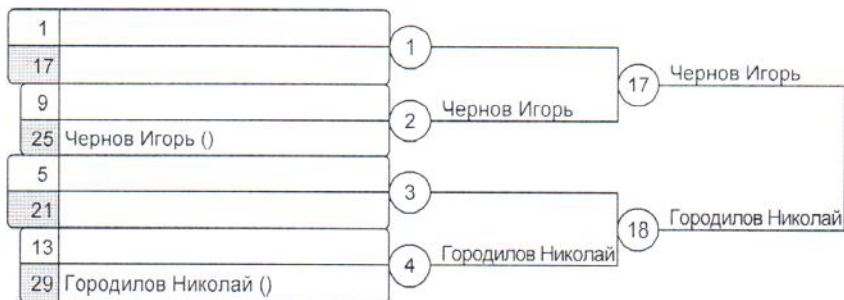 1
17
1
9
25 Чернов Игорь ()
2 Чернов Игорь
17 Чернов Игорь
5
21
3
13
29 Городилов Николай ()
4 Городилов Николай
18 Городилов Николай